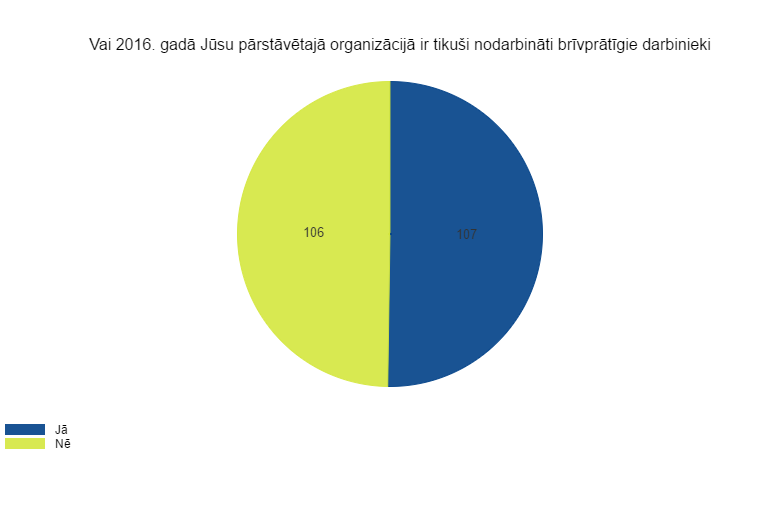 Vai 2016. gadā Jūsu pārstāvētajā organizācijā ir tikuši nodarbināti brīvprātīgie darbinieki
106
107
Jā
Nē